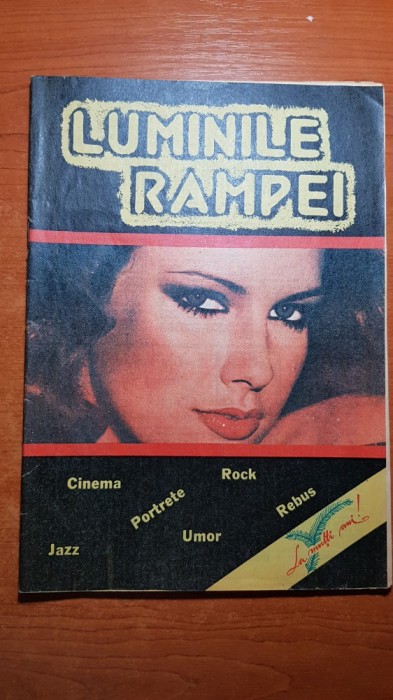 LUMINILE
RAMPEI
Cinema
Rock
Portrete
Rebus
Jazz
Umor
La mulți ani!